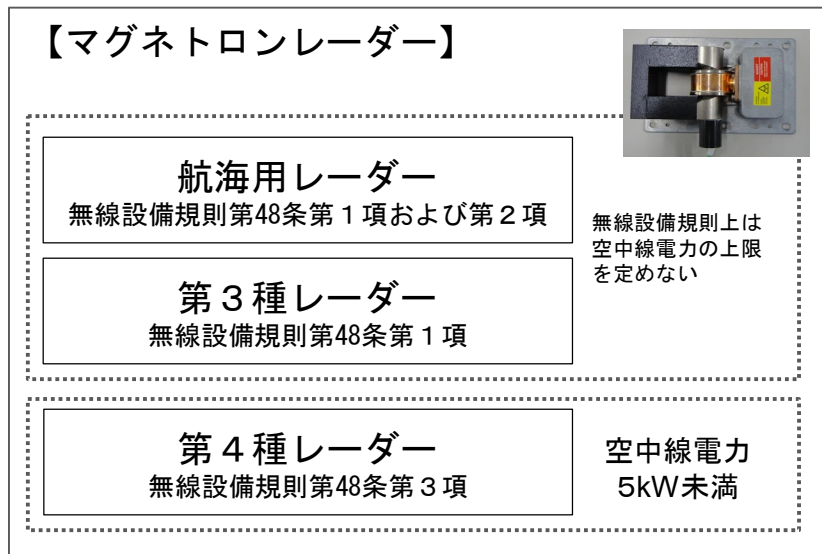 【マグネトロンレーダー】
航海用レーダー
無線設備規則第48条第１項および第２項
第３種レーダー
無線設備規則第48条第１項
無線設備規則上は
空中線電力の上限
を定めない
第４種レーダー
無線設備規則第48条第３項
空中線電力
5kW未満